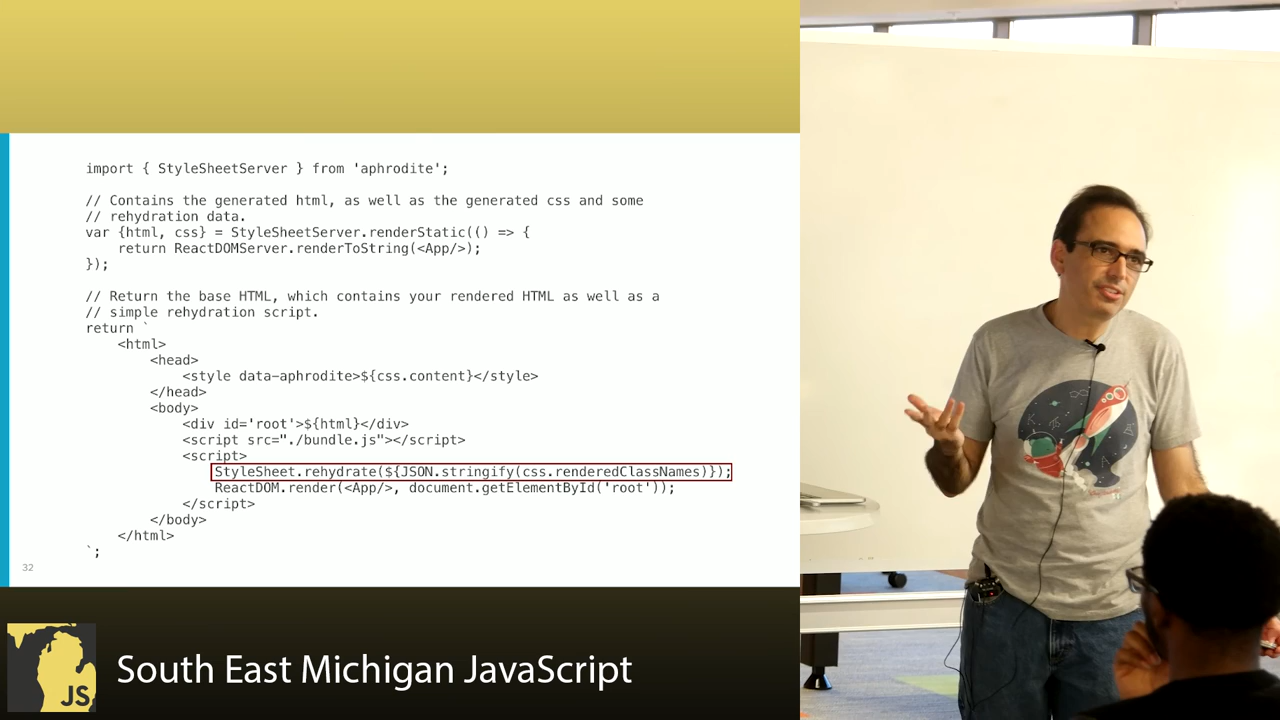 import { StyleSheetServer } from 'aphrodite';
// Contains the generated html, as well as the generated css and some
// rehydration data.
var {html, css} = StyleSheetServer.renderStatic(() => {
    return ReactDOMServer.renderToString(<App/>);
});
// Return the base HTML, which contains your rendered HTML as well as a
// simple rehydration script.
return `
    <html>
        <head>
            <style data-aphrodite>${css.content}</style>
        </head>
        <body>
            <div id='root'>${html}</div>
            <script src="./bundle.js"></script>
            <script>
                StyleSheet.rehydrate(${JSON.stringify(css.renderedClassNames)});
                ReactDOM.render(<App/>, document.getElementById('root'));
            </script>
        </body>
    </html>
`;
32
JS
South East Michigan JavaScript